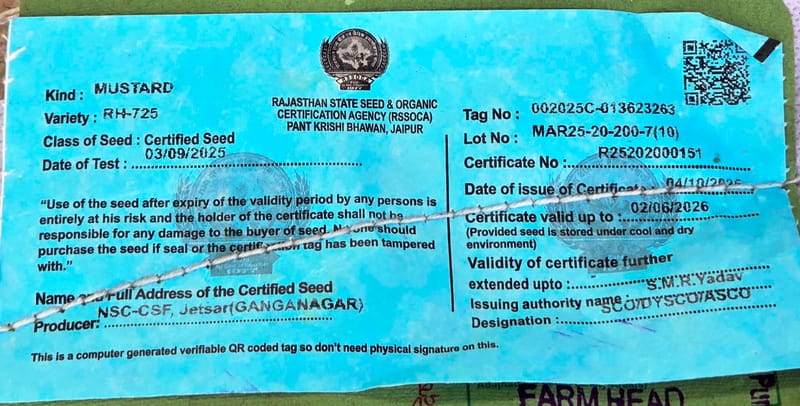 Kind : MUSTARD
Variety : RH-725
Class of Seed : Certified Seed
Date of Test : 03/09/2025
"Use of the seed after expiry of the validity period by any persons is
entirely at his risk and the holder of the certificate shall not be
responsible for any damage to the buyer of seed. No one should
purchase the seed if seal or the certification tag has been tampered
with."
Name and Full Address of the Certified Seed
NSC-CSF, Jetsar(GANGANAGAR)
Producer:
This is a computer generated verifiable QR coded tag so don't need physical signature on this.
RSSOCA
RAJASTHAN STATE SEED & ORGANIC
CERTIFICATION AGENCY (RSSOCA)
PANT KRISHI BHAWAN, JAIPUR
Tag No : 002025C-013623263
Lot No : MAR25-20-200-7(10)
Certificate No : R25202000151
Date of issue of Certificate : 04/10/2025
Certificate valid up to : 02/06/2026
(Provided seed is stored under cool and dry
environment)
Validity of certificate further
extended upto :
Issuing authority name : S.M.R.Yadav
Designation : SCO/DYSCO/ASCO
FARM HEAD